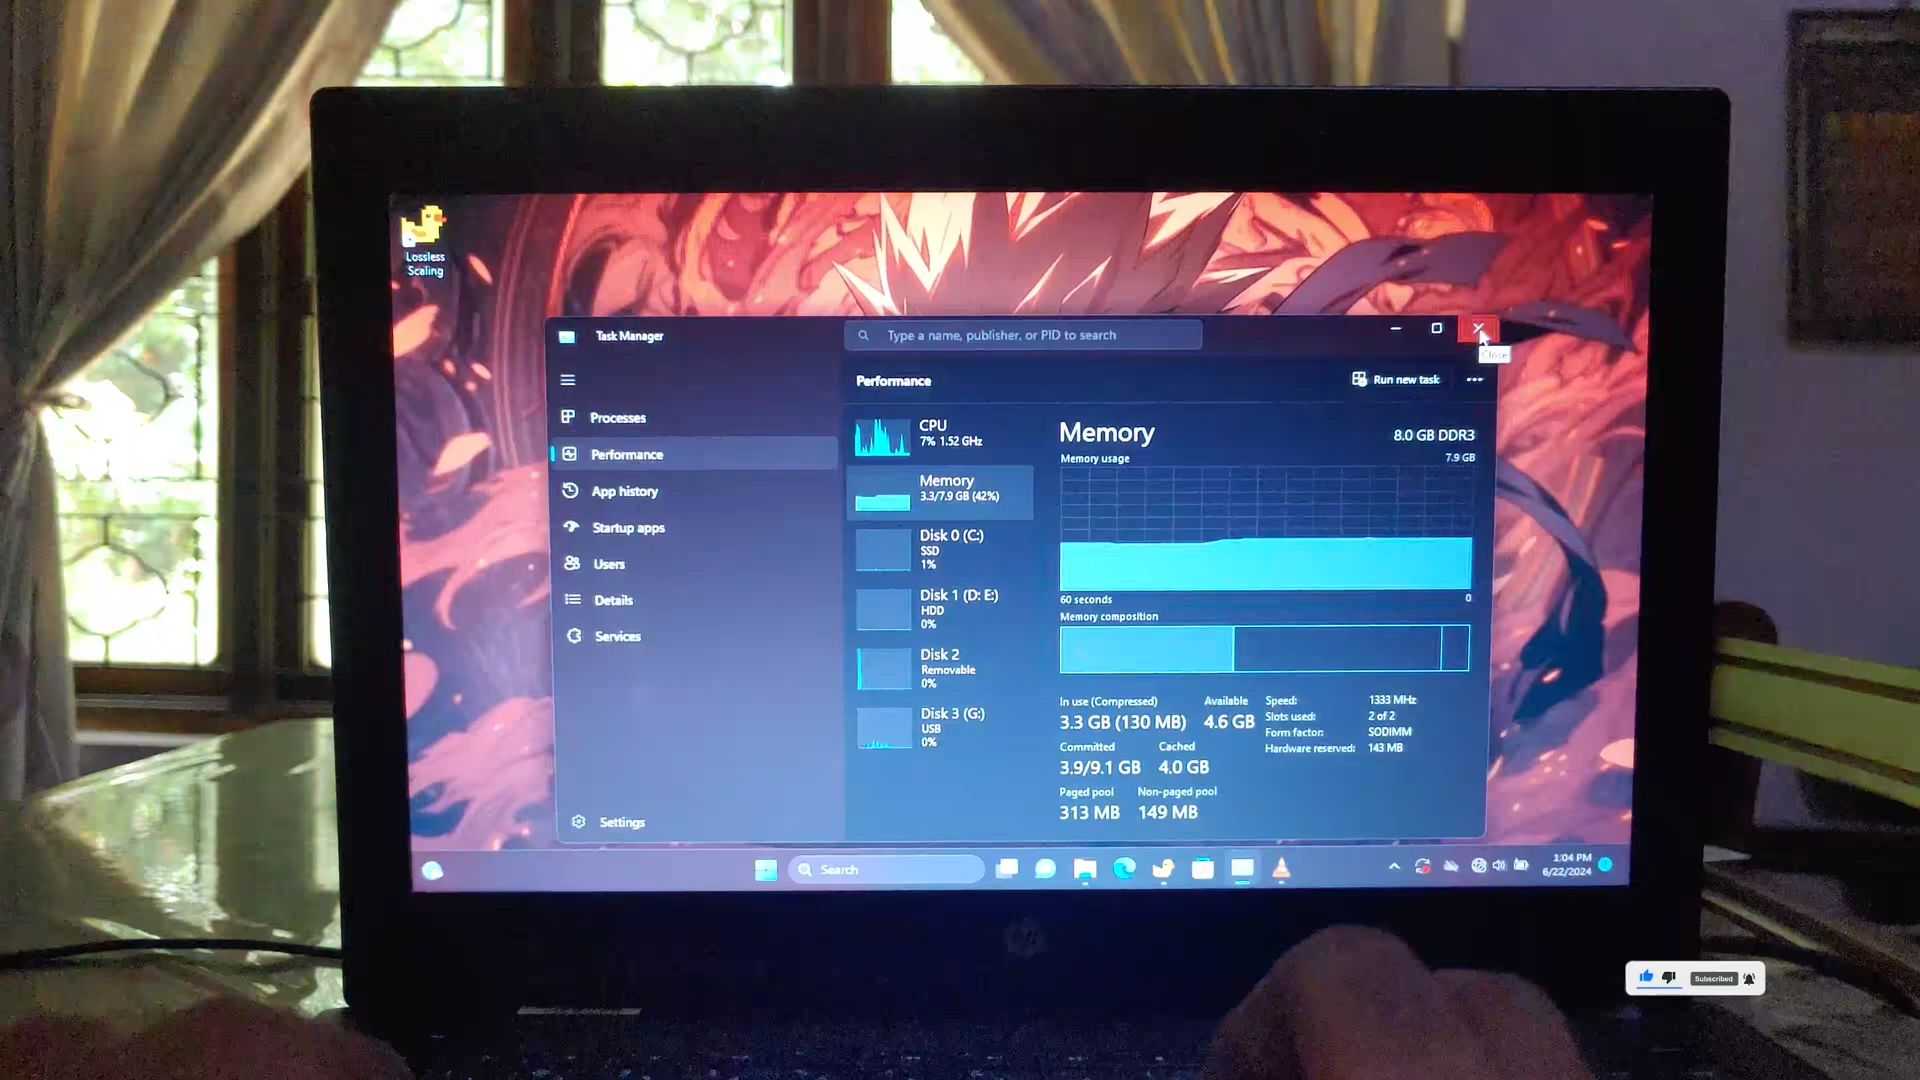 Lossless
Scaling
Task Manager
Type a name, publisher, or PID to search
Close
Performance
Run new task
Processes
Performance
App history
Startup apps
Users
Details
Services
Settings
CPU
7% 1.52 GHz
Memory
3.3/7.9 GB (42%)
Disk 0 (C:)
SSD
1%
Disk 1 (D: E:)
HDD
0%
Disk 2
Removable
0%
Disk 3 (G:)
USB
0%
Memory
8.0 GB DDR3
Memory usage
7.9 GB
60 seconds
0
Memory composition
In use (Compressed)
3.3 GB (130 MB)
Available
4.6 GB
Committed
3.9/9.1 GB
Cached
4.0 GB
Paged pool
313 MB
Non-paged pool
149 MB
Speed: 1333 MHz
Slots used: 2 of 2
Form factor: SODIMM
Hardware reserved: 143 MB
Search
1:04 PM
6/22/2024
hp
Subscribed